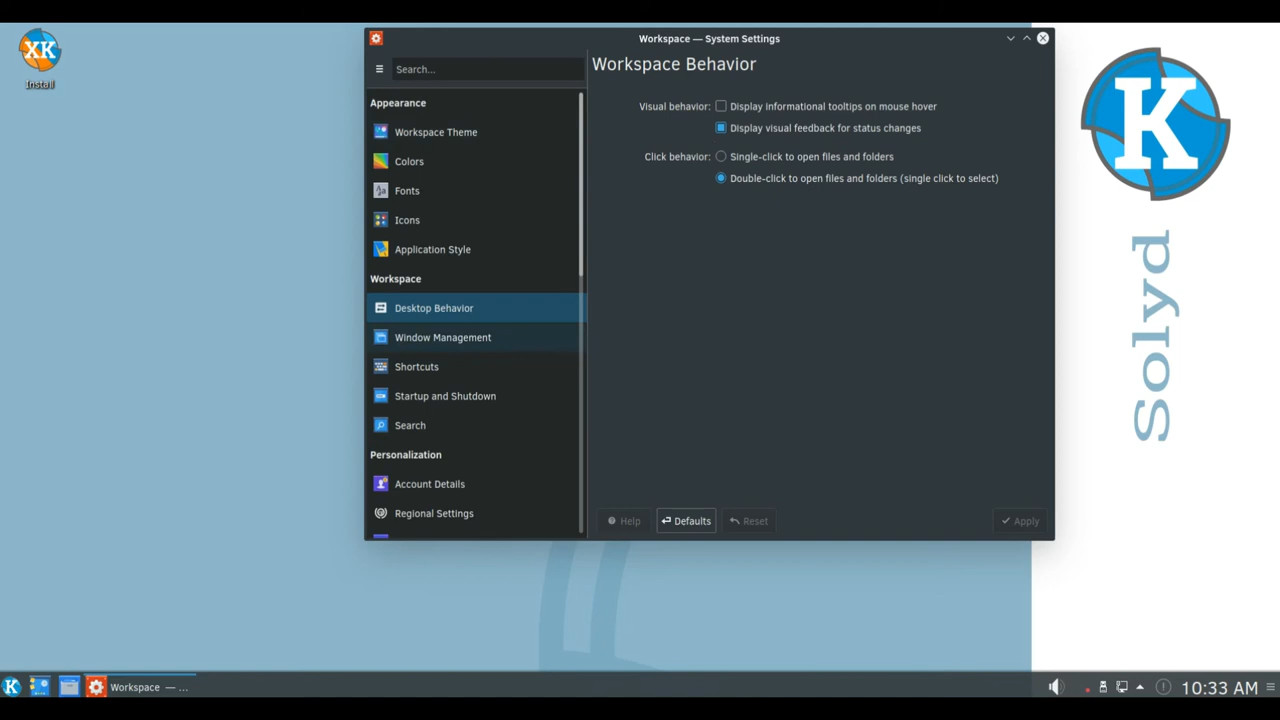 XK
Install
Workspace — System Settings
Search...
Appearance
Workspace Theme
Colors
Aa
Fonts
Icons
Application Style
Workspace
Desktop Behavior
Window Management
Shortcuts
Startup and Shutdown
Search
Personalization
Account Details
Regional Settings
Workspace Behavior
Visual behavior: Display informational tooltips on mouse hover
Display visual feedback for status changes
Click behavior: Single-click to open files and folders
Double-click to open files and folders (single click to select)
Help Defaults Reset Apply
K
Solyd
K
Workspace — ...
10:33 AM